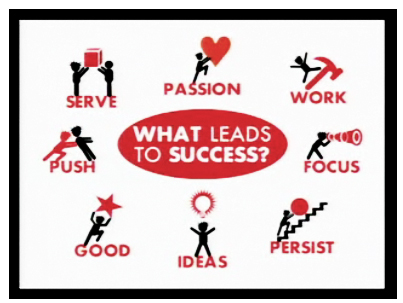 PASSION
SERVE
WORK
WHAT LEADS
TO SUCCESS?
PUSH
FOCUS
GOOD
IDEAS
PERSIST